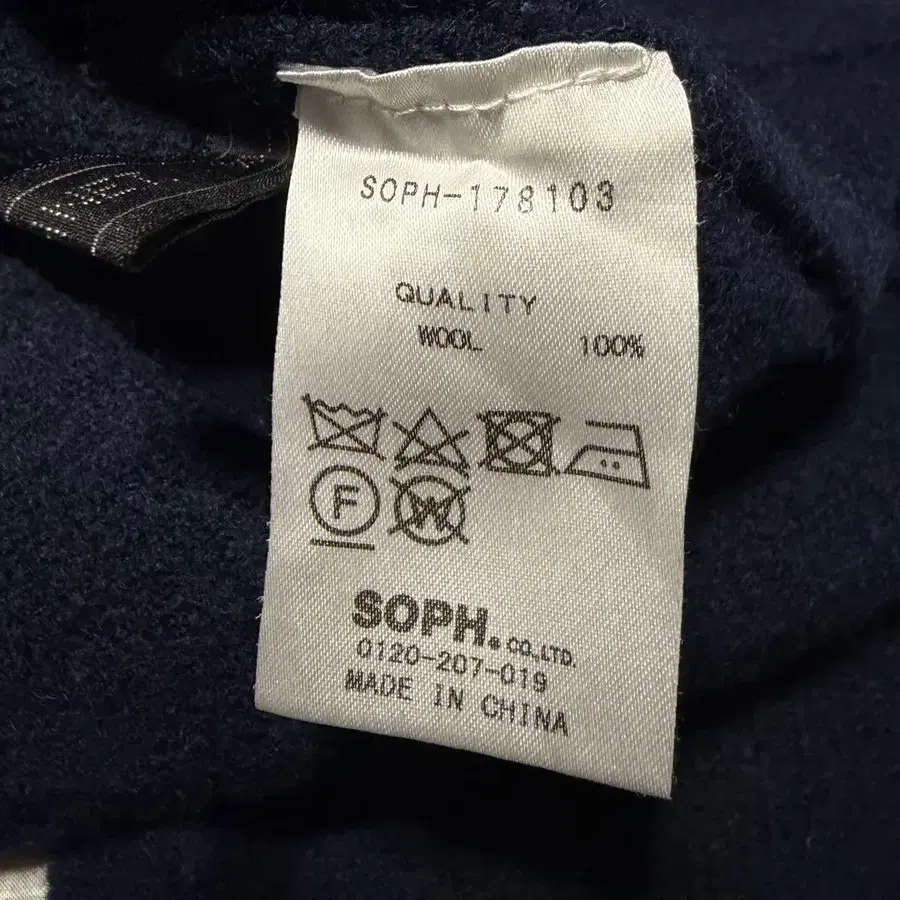 SOPH-178103
QUALITY
WOOL 100%
F W
SOPH. CO.,LTD.
0120-207-019
MADE IN CHINA